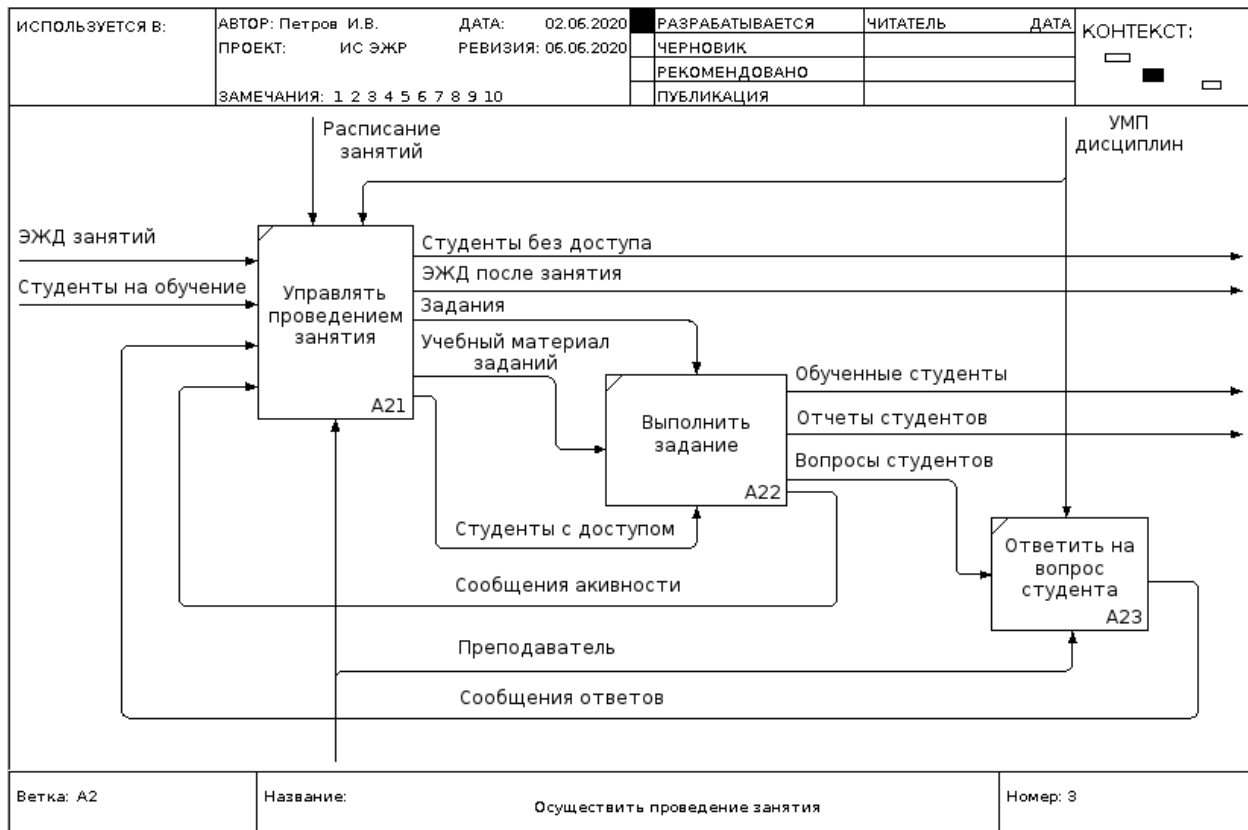 ИСПОЛЬЗУЕТСЯ В:
АВТОР: Петров И.В.
ДАТА: 02.06.2020
ПРОЕКТ: ИС ЭЖР
РЕВИЗИЯ: 06.06.2020
ЗАМЕЧАНИЯ: 1 2 3 4 5 6 7 8 9 10
РАЗРАБАТЫВАЕТСЯ
ЧЕРНОВИК
РЕКОМЕНДОВАНО
ПУБЛИКАЦИЯ
ЧИТАТЕЛЬ
ДАТА
КОНТЕКСТ:
Расписание
занятий
УМП
дисциплин
ЭЖД занятий
Студенты на обучение
Управлять
проведением
занятия
А21
Студенты без доступа
ЭЖД после занятия
Задания
Учебный материал
заданий
Выполнить
задание
А22
Обученные студенты
Отчеты студентов
Вопросы студентов
Студенты с доступом
Ответить на
вопрос
студента
А23
Сообщения акивности
Преподаватель
Сообщения ответов
Ветка: А2
Название:
Осуществить проведение занятия
Номер: 3